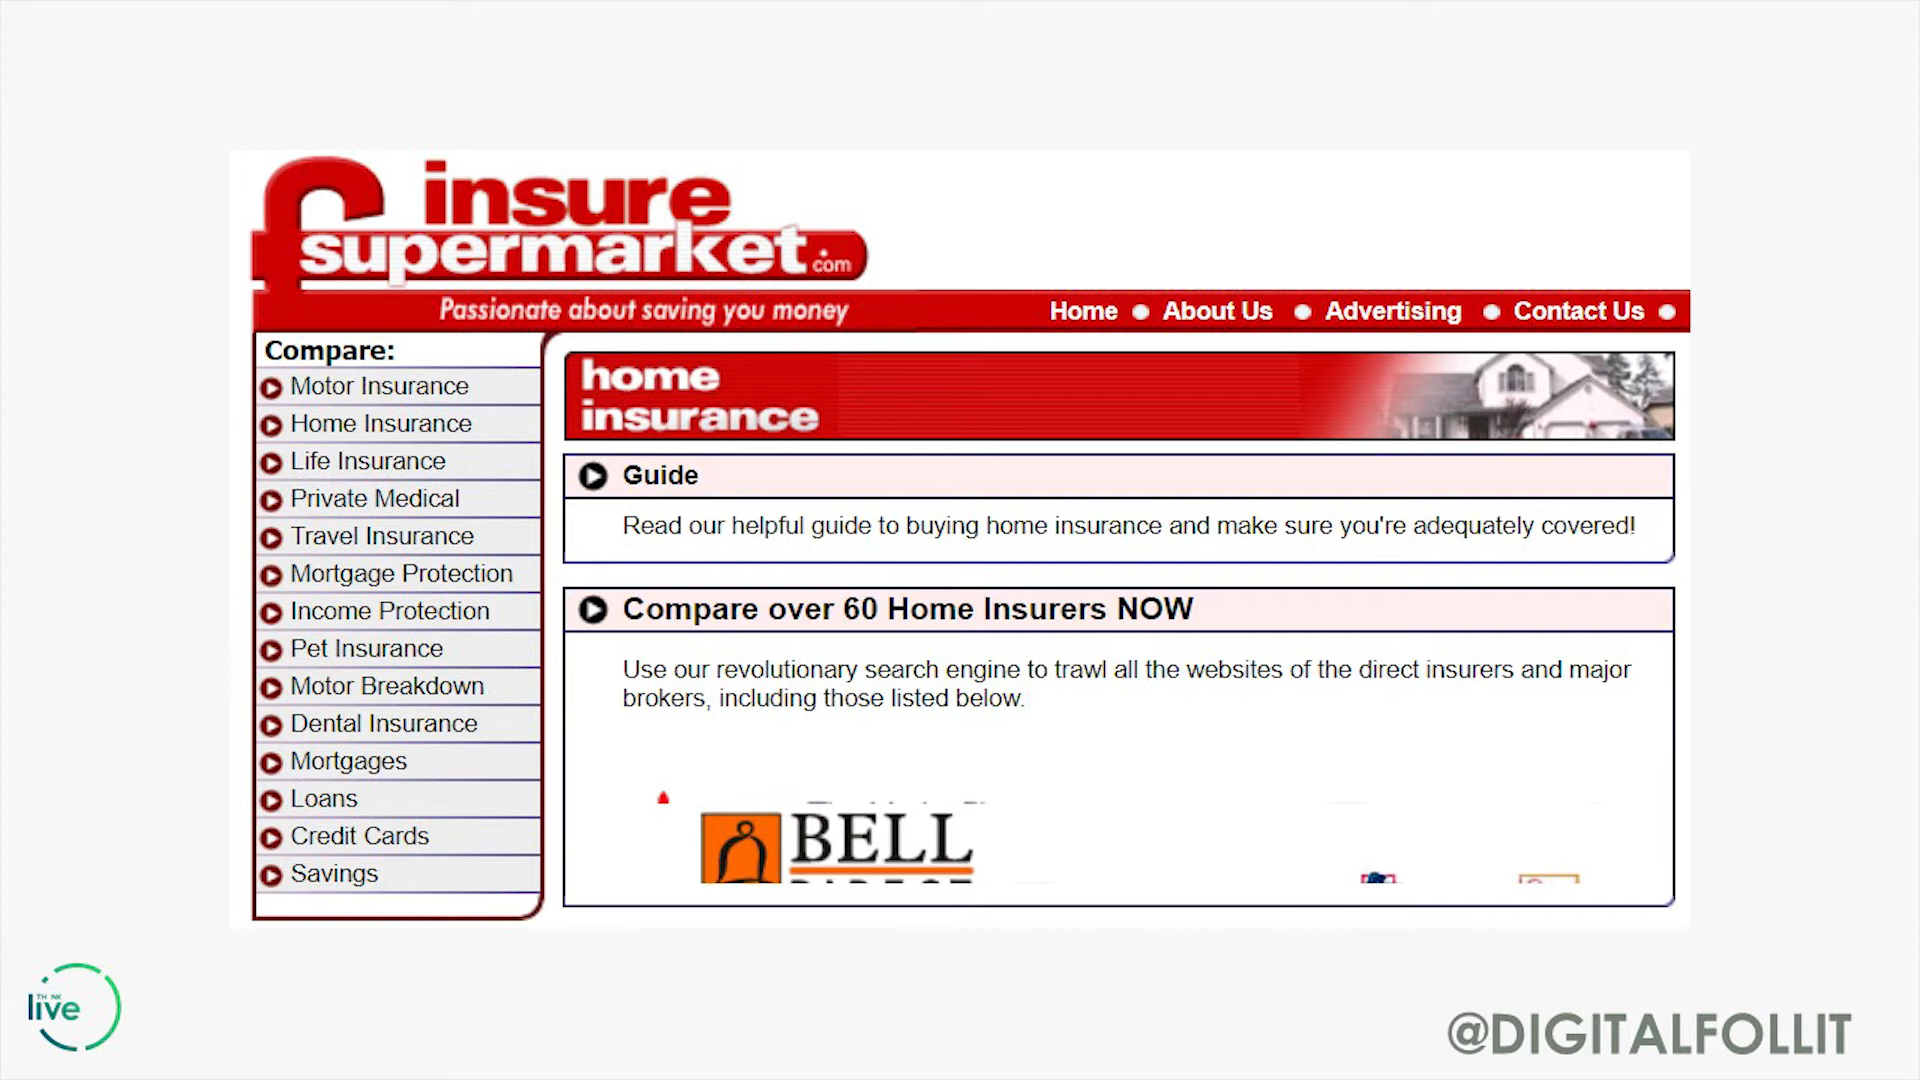 insure
supermarket.com
Passionate about saving you money
Home
About Us
Advertising
Contact Us
Compare:
Motor Insurance
Home Insurance
Life Insurance
Private Medical
Travel Insurance
Mortgage Protection
Income Protection
Pet Insurance
Motor Breakdown
Dental Insurance
Mortgages
Loans
Credit Cards
Savings
home
insurance
Guide
Read our helpful guide to buying home insurance and make sure you're adequately covered!
Compare over 60 Home Insurers NOW
Use our revolutionary search engine to trawl all the websites of the direct insurers and major
brokers, including those listed below.
BELL
TH NK
live
@DIGITALFOLLIT